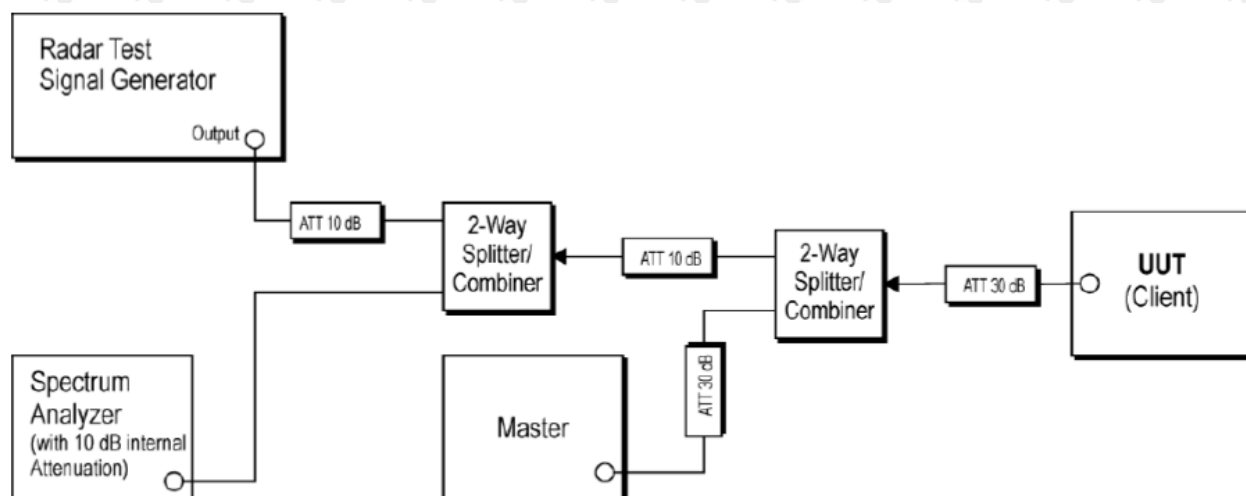 Radar Test
Signal Generator
Output
ATT 10 dB
2-Way
Splitter/
Combiner
ATT 10 dB
2-Way
Splitter/
Combiner
ATT 30 dB
UUT
(Client)
Spectrum
Analyzer
(with 10 dB internal
Attenuation)
Master
ATT 30 dB